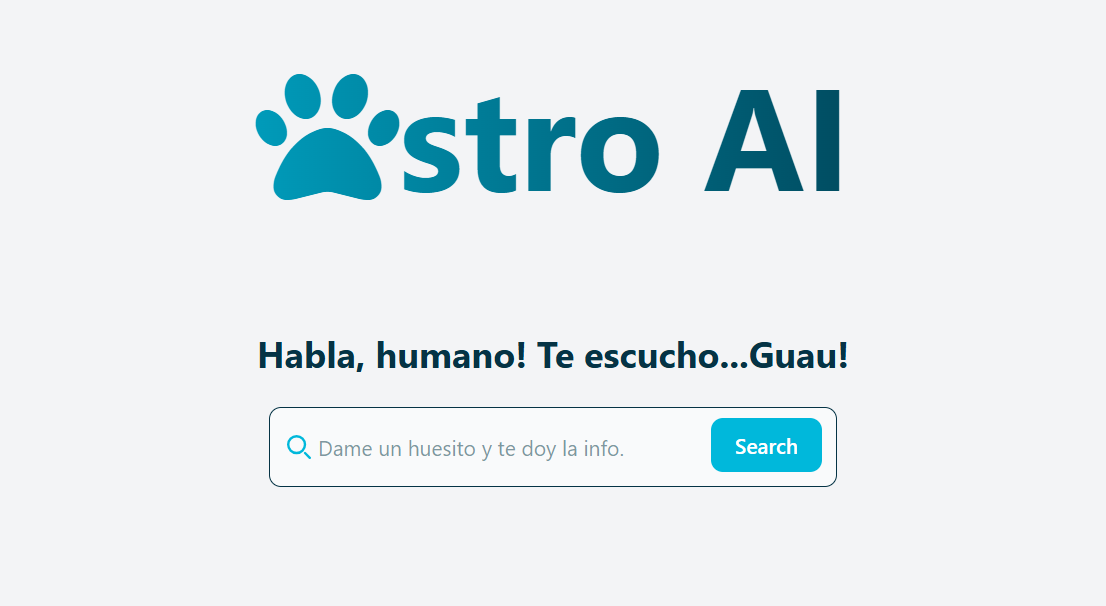 stro AI
Habla, humano! Te escucho...Guau!
Dame un huesito y te doy la info.
Search